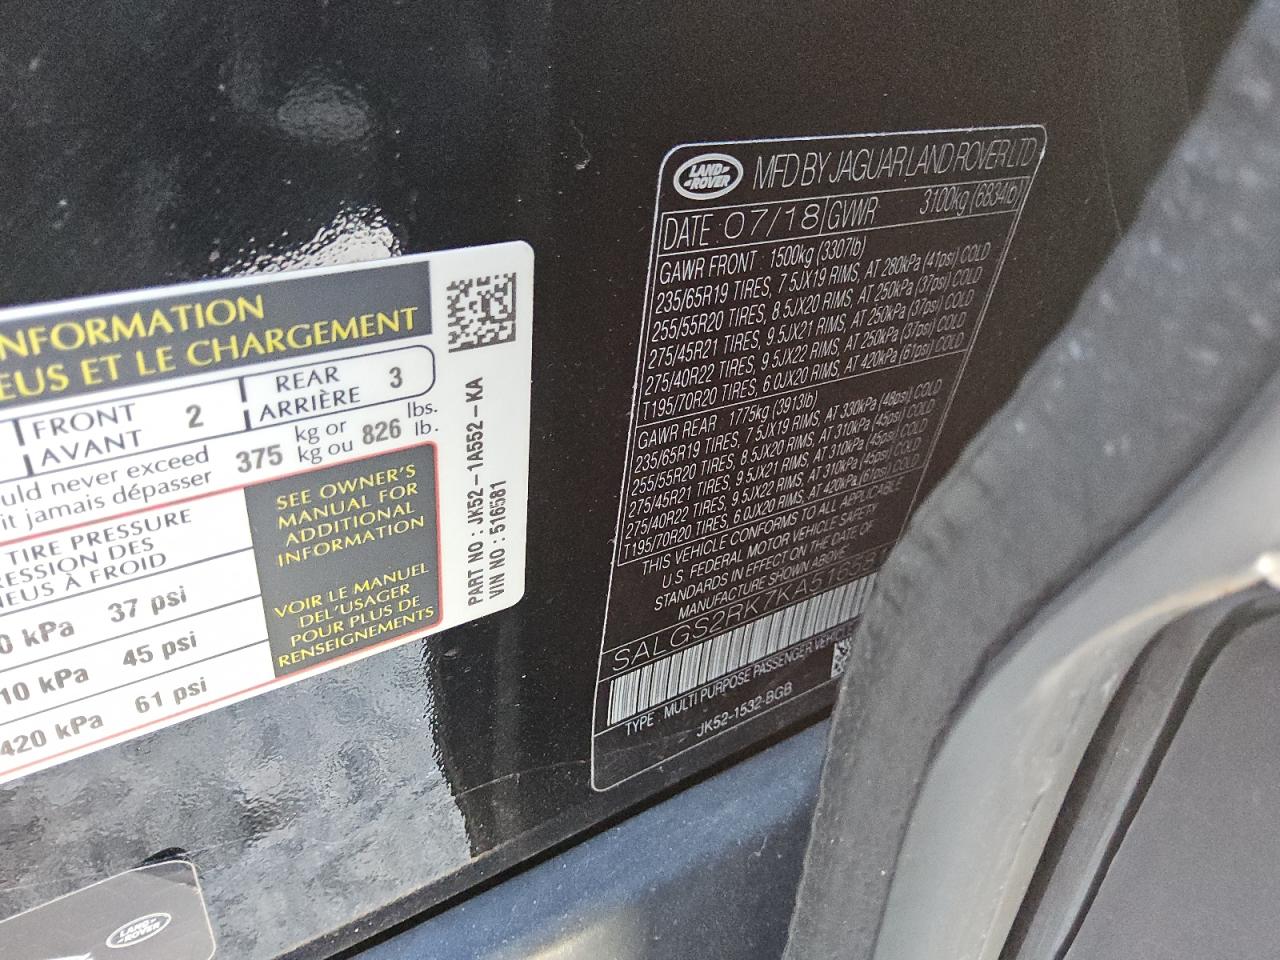 NFORMATION
EUS ET LE CHARGEMENT
FRONT
AVANT
2
REAR
ARRIÈRE
3
uld never exceed
it jamais dépasser
375
kg or
kg ou
826
lbs.
lb.
TIRE PRESSURE
RESSION DES
NEUS À FROID
0 kPa 37 psi
10 kPa 45 psi
420 kPa 61 psi
SEE OWNER'S
MANUAL FOR
ADDITIONAL
INFORMATION
VOIR LE MANUEL
DEL'USAGER
POUR PLUS DE
RENSEIGNEMENTS
PART NO : JK52-1A552-KA
VIN NO : 516581
LAND-
-ROVER
MFD BY JAGUAR LAND ROVER LTD
DATE : 07/18 GVWR 3100kg (6834lb)
GAWR FRONT 1500kg (3307lb)
235/65R19 TIRES, 7.5JX19 RIMS, AT 280kPa (41psi) COLD
255/55R20 TIRES, 8.5JX20 RIMS, AT 250kPa (37psi) COLD
275/45R21 TIRES, 9.5JX21 RIMS, AT 250kPa (37psi) COLD
275/40R22 TIRES, 9.5JX22 RIMS, AT 250kPa (37psi) COLD
T195/70R20 TIRES, 6.0JX20 RIMS, AT 420kPa (61psi) COLD
GAWR REAR 1775kg (3913lb)
235/65R19 TIRES, 7.5JX19 RIMS, AT 330kPa (48psi) COLD
255/55R20 TIRES, 8.5JX20 RIMS, AT 310kPa (45psi) COLD
275/45R21 TIRES, 9.5JX21 RIMS, AT 310kPa (45psi) COLD
275/40R22 TIRES, 9.5JX22 RIMS, AT 310kPa (45psi) COLD
T195/70R20 TIRES, 6.0JX20 RIMS, AT 420kPa (61psi) COLD
THIS VEHICLE CONFORMS TO ALL APPLICABLE
U.S. FEDERAL MOTOR VEHICLE SAFETY
STANDARDS IN EFFECT ON THE DATE OF
MANUFACTURE SHOWN ABOVE
SALGS2RK7KA51658
TYPE : MULTI PURPOSE PASSENGER VEHICLE
JK52-1532-BGB
LAND-
-ROVER